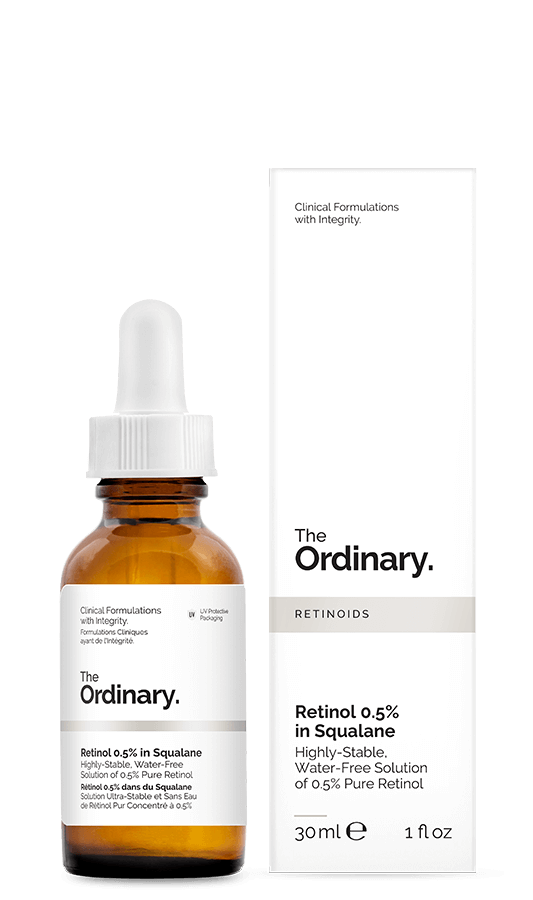 Clinical Formulations
with Integrity.
The
Ordinary.
RETINOIDS
Retinol 0.5%
in Squalane
Highly-Stable,
Water-Free Solution
of 0.5% Pure Retinol
30 ml ℮ 1 fl oz
Clinical Formulations
with Integrity.
Formulations Cliniques
ayant de l'Intégrité.
UV
UV Protective
Packaging
The
Ordinary.
Retinol 0.5% in Squalane
Highly-Stable, Water-Free
Solution of 0.5% Pure Retinol
Rétinol 0.5% dans du Squalane
Solution Ultra-Stable et Sans Eau
de Rétinol Pur Concentré à 0.5%